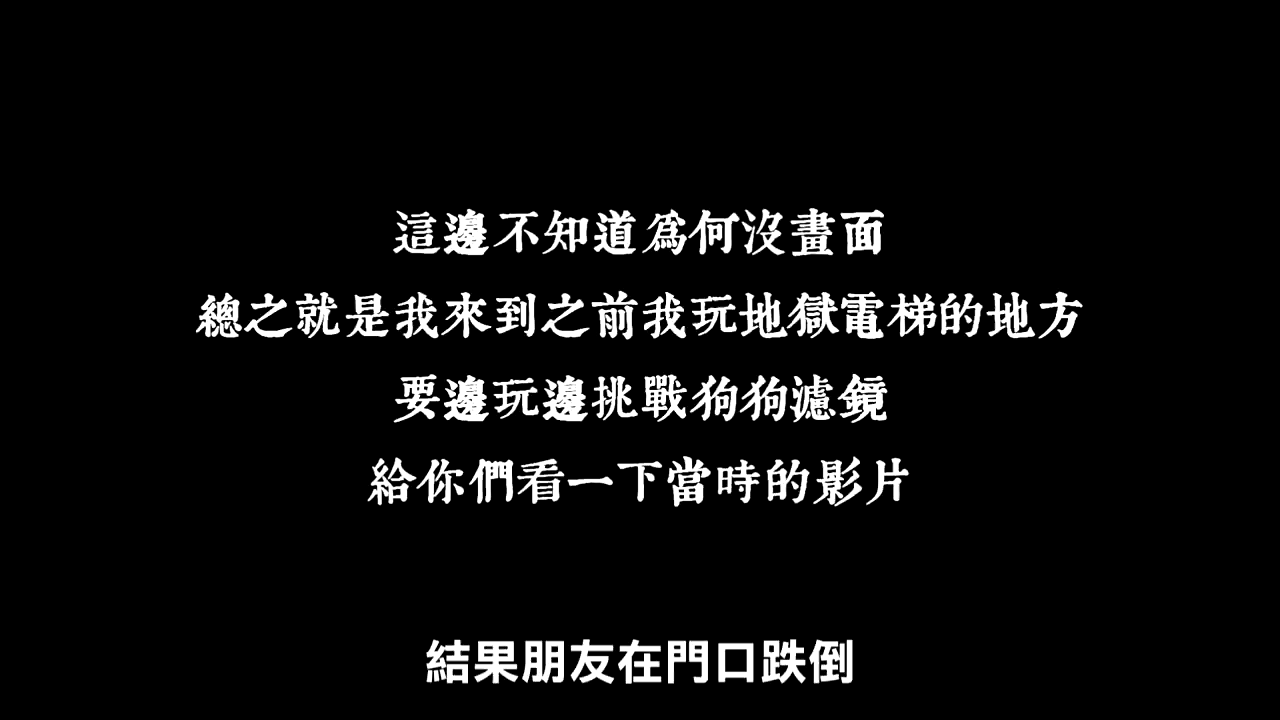 這邊不知道為何沒畫面
總之就是我來到之前我玩地獄電梯的地方
要邊玩邊挑戰狗狗濾鏡
給你們看一下當時的影片
結果朋友在門口跌倒